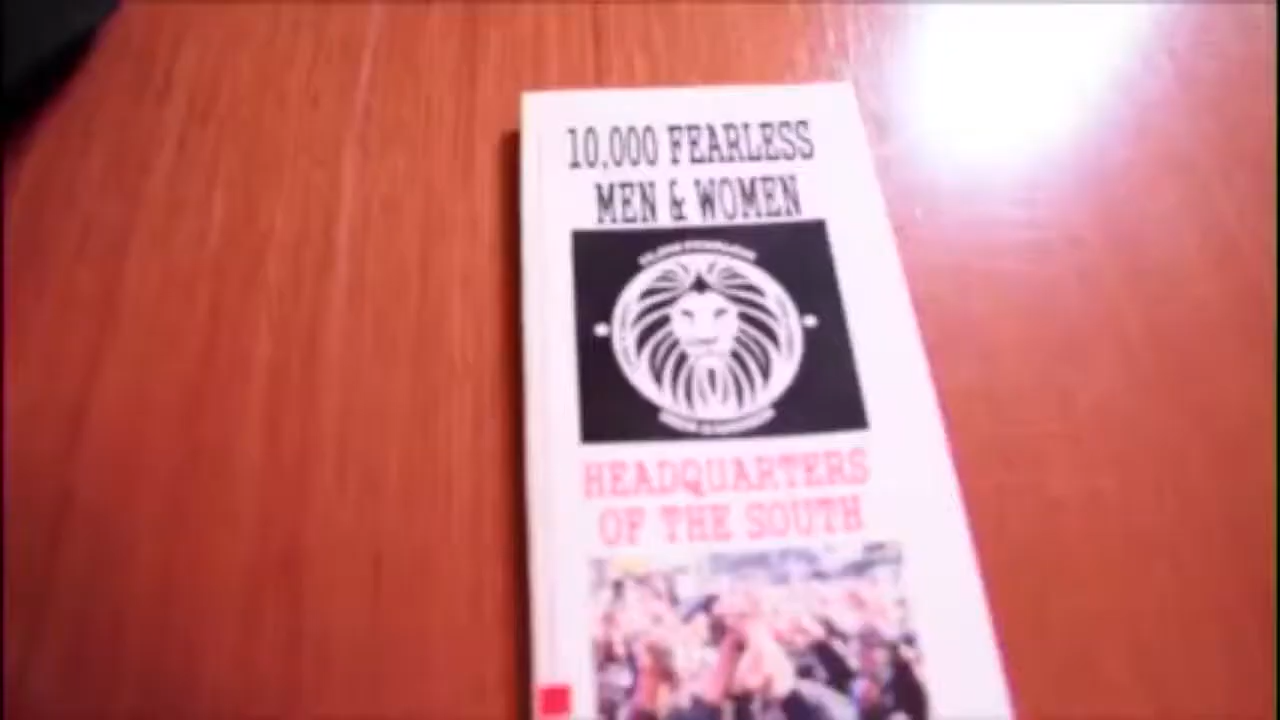 10,000 FEARLESS
MEN & WOMEN
HEADQUARTERS
OF THE SOUTH